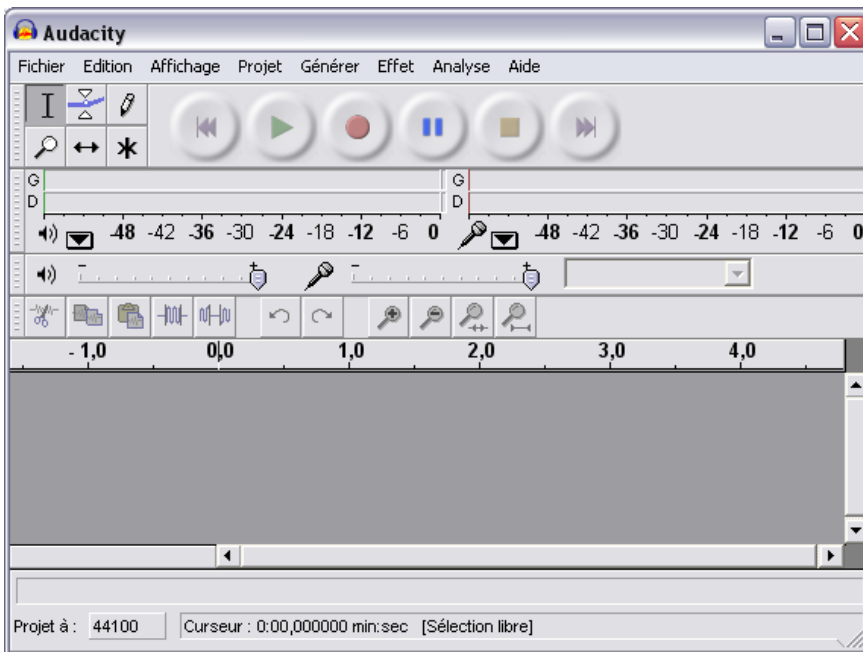 Audacity
Fichier Edition Affichage Projet Générer Effet Analyse Aide
G G
D D
-48 -42 -36 -30 -24 -18 -12 -6 0 -48 -42 -36 -30 -24 -18 -12 -6 0
- + - +
- 1,0 0,0 1,0 2,0 3,0 4,0
Projet à : 44100 Curseur : 0:00,000000 min:sec [Sélection libre]